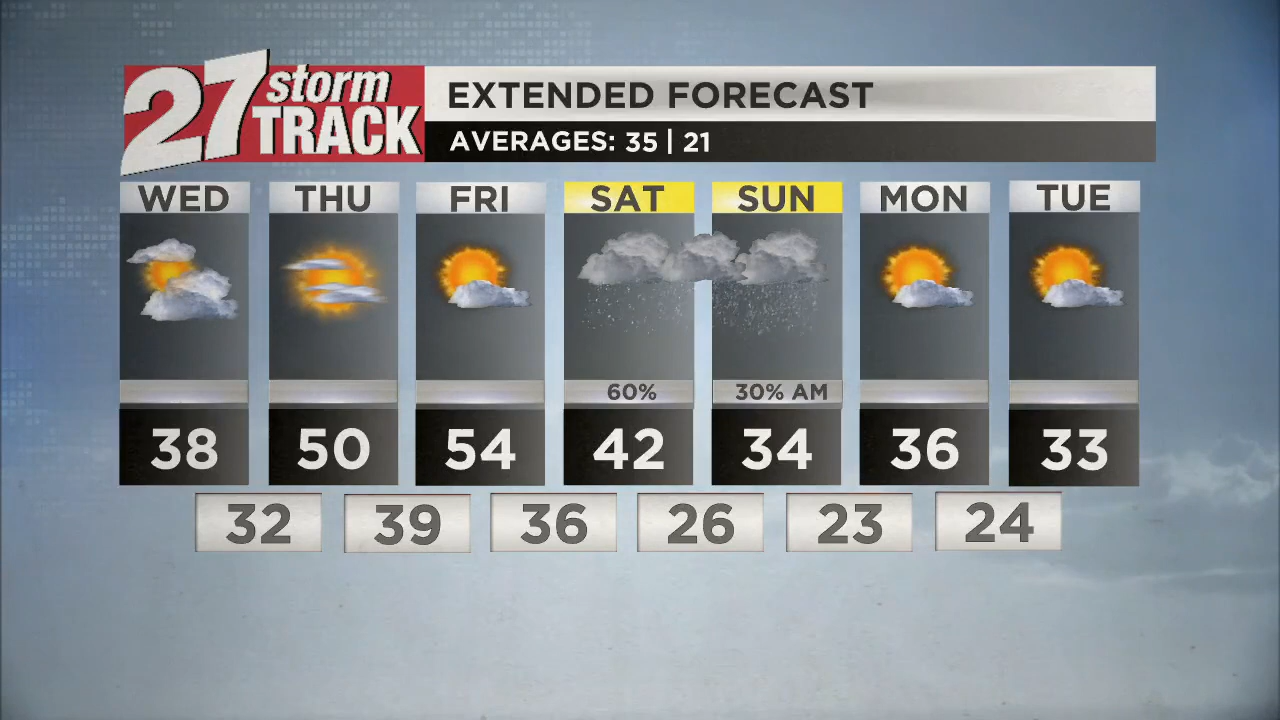 27 storm TRACK
EXTENDED FORECAST
AVERAGES: 35 | 21
WED THU FRI SAT SUN MON TUE
60% 30% AM
38 50 54 42 34 36 33
32 39 36 26 23 24